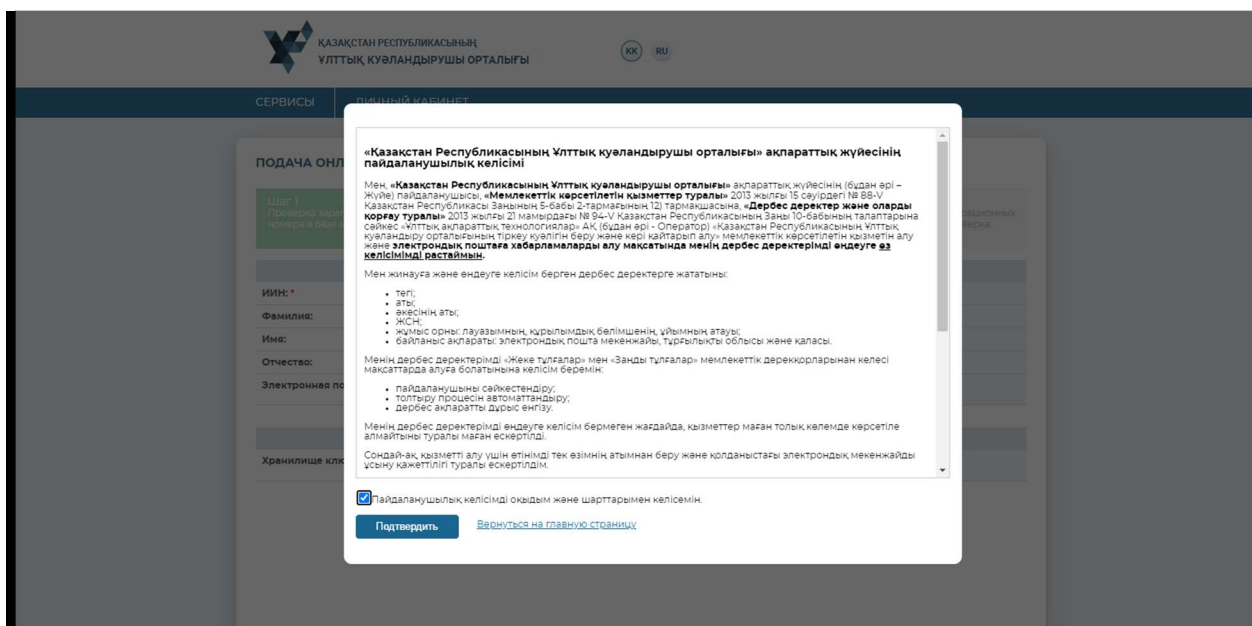 ҚАЗАҚСТАН РЕСПУБЛИКАСЫНЫҢ
ҰЛТТЫҚ КУӘЛАНДЫРУШЫ ОРТАЛЫҒЫ
KK RU
СЕРВИСЫ ЛИЧНЫЙ КАБИНЕТ
ПОДАЧА ОНЛ
Шаг 1
Проверка заре
номера в базе
ационных
верка
ИИН: *
Фамилия:
Имя:
Отчество:
Электронная по
Хранилище клю
«Қазақстан Республикасының Ұлттық куәландырушы орталығы» ақпараттық жүйесінің
пайдаланушылық келісімі
Мен, «Қазақстан Республикасының Ұлттық куәландырушы орталығы» ақпараттық жүйесінің (бұдан әрі –
Жүйе) пайдаланушысы, «Мемлекеттік көрсетілетін қызметтер туралы» 2013 жылғы 15 сәуірдегі № 88-V
Қазақстан Республикасы Заңының 5-бабы 2-тармағының 12) тармақшасына, «Дербес деректер және оларды
қорғау туралы» 2013 жылғы 21 мамырдағы № 94-V Қазақстан Республикасының Заңы 10-бабының талаптарына
сәйкес «Ұлттық ақпараттық технологиялар» АҚ (бұдан әрі - Оператор) «Қазақстан Республикасының Ұлттық
куәландыру орталығының тіркеу куәлігін беру және кері қайтарып алу» мемлекеттік көрсетілетін қызметін алу
және электрондық поштаға хабарламаларды алу мақсатында менің дербес деректерімді өңдеуге өз
келісімімді растаймын.
Мен жинауға және өңдеуге келісім берген дербес деректерге жататыны:
• тегі;
• аты;
• әкесінің аты;
• ЖСН;
• жұмыс орны: лауазымның, құрылымдық бөлімшенің, ұйымның атауы;
• байланыс ақпараты: электрондық пошта мекенжайы, тұрғылықты облысы және қаласы.
Менің дербес деректерімді «Жеке тұлғалар» мен «Заңды тұлғалар» мемлекеттік дерекқорларынан келесі
мақсаттарда алуға болатынына келісім беремін:
• пайдаланушыны сәйкестендіру;
• толтыру процесін автоматтандыру;
• дербес ақпаратты дұрыс енгізу.
Менің дербес деректерімді өңдеуге келісім бермеген жағдайда, қызметтер маған толық көлемде көрсетіле
алмайтыны туралы маған ескертілді.
Сондай-ақ, қызметті алу үшін өтінімді тек өзімнің атымнан беру және қолданыстағы электрондық мекенжайды
ұсыну қажеттілігі туралы ескертілдім.
Пайдаланушылық келісімді оқыдым және шарттарымен келісемін.
Подтвердить Вернуться на главную страницу